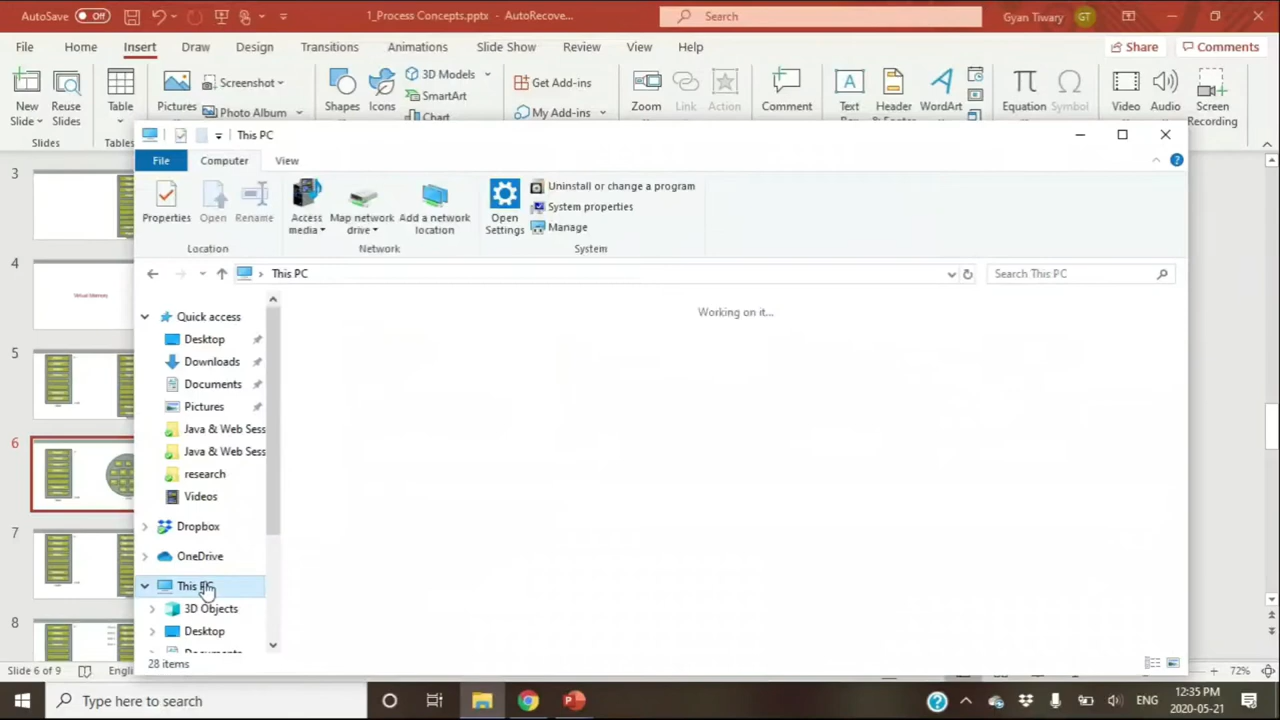 AutoSave Off 1_Process Concepts.pptx - AutoRecove... Search Gyan Tiwary GT
File Home Insert Draw Design Transitions Animations Slide Show Review View Help Share Comments
New Slide
Reuse Slides
Slides
Table
Tables
Pictures
Screenshot
Photo Album
Shapes
Icons
3D Models
SmartArt
Chart
Get Add-ins
My Add-ins
Zoom
Link
Action
Comment
Text
Header
WordArt
Equation
Symbol
Video
Audio
Screen Recording
This PC
File Computer View
Properties
Open
Rename
Location
Access media
Map network drive
Add a network location
Network
Open Settings
Uninstall or change a program
System properties
Manage
System
This PC
Search This PC
Working on it...
Quick access
Desktop
Downloads
Documents
Pictures
Java & Web Sess
Java & Web Sess
research
Videos
Dropbox
OneDrive
This PC
3D Objects
Desktop
Documents
28 items
3
4
Virtual Memory
5
6
7
8
Slide 6 of 9
72%
Type here to search
ENG
12:35 PM
2020-05-21